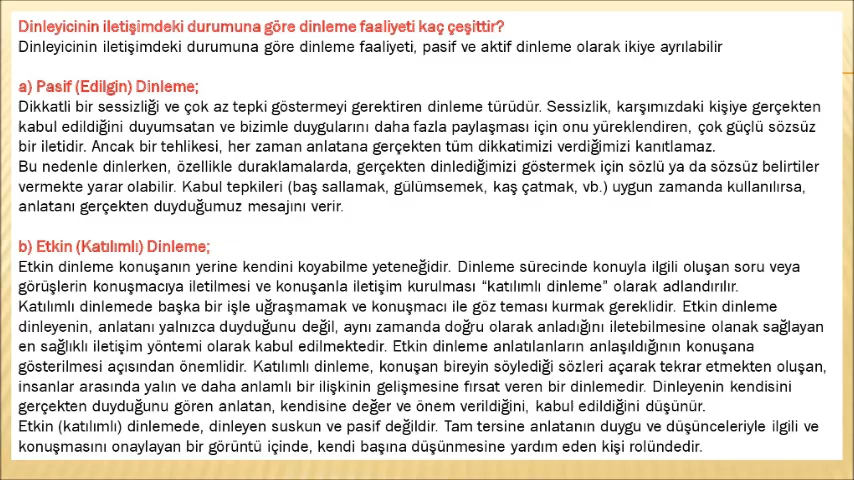 Dinleyicinin iletişimdeki durumuna göre dinleme faaliyeti kaç çeşittir?
Dinleyicinin iletişimdeki durumuna göre dinleme faaliyeti, pasif ve aktif dinleme olarak ikiye ayrılabilir
a) Pasif (Edilgin) Dinleme;
Dikkatli bir sessizliği ve çok az tepki göstermeyi gerektiren dinleme türüdür. Sessizlik, karşımızdaki kişiye gerçekten
kabul edildiğini duyumsatan ve bizimle duygularını daha fazla paylaşması için onu yüreklendiren, çok güçlü sözsüz
bir iletidir. Ancak bir tehlikesi, her zaman anlatana gerçekten tüm dikkatimizi verdiğimizi kanıtlamaz.
Bu nedenle dinlerken, özellikle duraklamalarda, gerçekten dinlediğimizi göstermek için sözlü ya da sözsüz belirtiler
vermekte yarar olabilir. Kabul tepkileri (baş sallamak, gülümsemek, kaş çatmak, vb.) uygun zamanda kullanılırsa,
anlatanı gerçekten duyduğumuz mesajını verir.
b) Etkin (Katılımlı) Dinleme;
Etkin dinleme konuşanın yerine kendini koyabilme yeteneğidir. Dinleme sürecinde konuyla ilgili oluşan soru veya
görüşlerin konuşmacıya iletilmesi ve konuşanla iletişim kurulması “katılımlı dinleme” olarak adlandırılır.
Katılımlı dinlemede başka bir işle uğraşmamak ve konuşmacı ile göz teması kurmak gereklidir. Etkin dinleme
dinleyenin, anlatanı yalnızca duyduğunu değil, aynı zamanda doğru olarak anladığını iletebilmesine olanak sağlayan
en sağlıklı iletişim yöntemi olarak kabul edilmektedir. Etkin dinleme anlatılanların anlaşıldığının konuşana
gösterilmesi açısından önemlidir. Katılımlı dinleme, konuşan bireyin söylediği sözleri açarak tekrar etmekten oluşan,
insanlar arasında yalın ve daha anlamlı bir ilişkinin gelişmesine fırsat veren bir dinlemedir. Dinleyenin kendisini
gerçekten duyduğunu gören anlatan, kendisine değer ve önem verildiğini, kabul edildiğini düşünür.
Etkin (katılımlı) dinlemede, dinleyen suskun ve pasif değildir. Tam tersine anlatanın duygu ve düşünceleriyle ilgili ve
konuşmasını onaylayan bir görüntü içinde, kendi başına düşünmesine yardım eden kişi rolündedir.